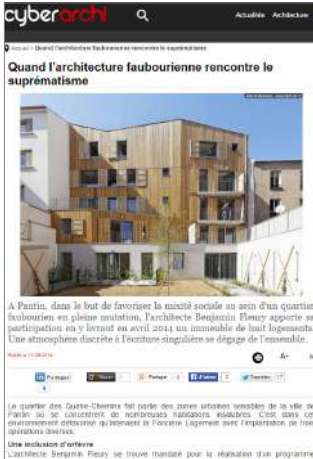 cyberarchi
Actualités Architecture
Accueil > Quand l'architecture faubourienne rencontre le suprématisme
Quand l'architecture faubourienne rencontre le
suprématisme
A Pantin, dans le but de favoriser la mixité sociale au sein d'un quartier
faubourien en pleine mutation, l'architecte Benjamin Fleury apporte sa
participation en y livrant en avril 2014 un immeuble de huit logements.
Une atmosphère discrète à l'écriture singulière se dégage de l'ensemble.
A-
Partager
Le quartier des Quatre-Chemins fait partie des zones urbaines sensibles de la ville de
Pantin où se concentrent de nombreuses habitations insalubres. C'est dans cet
environnement défavorisé qu'intervient la Foncière Logement avec l'implantation de trois
opérations diverses.
Une inclusion d'orfèvre
L'architecte Benjamin Fleury se trouve mandaté pour la réalisation d'un programme